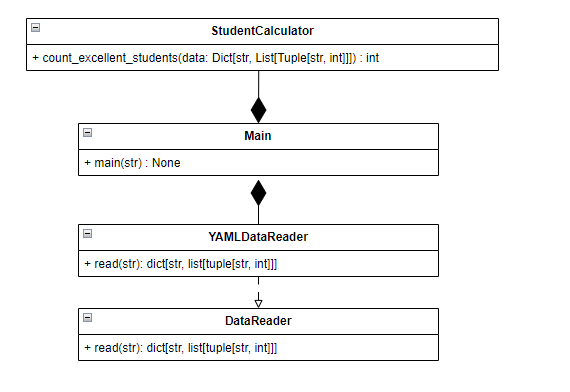 StudentCalculator
+ count_excellent_students(data: Dict[str, List[Tuple[str, int]]]) : int
Main
+ main(str) : None
YAMLDataReader
+ read(str): dict[str, list[tuple[str, int]]]
DataReader
+ read(str): dict[str, list[tuple[str, int]]]